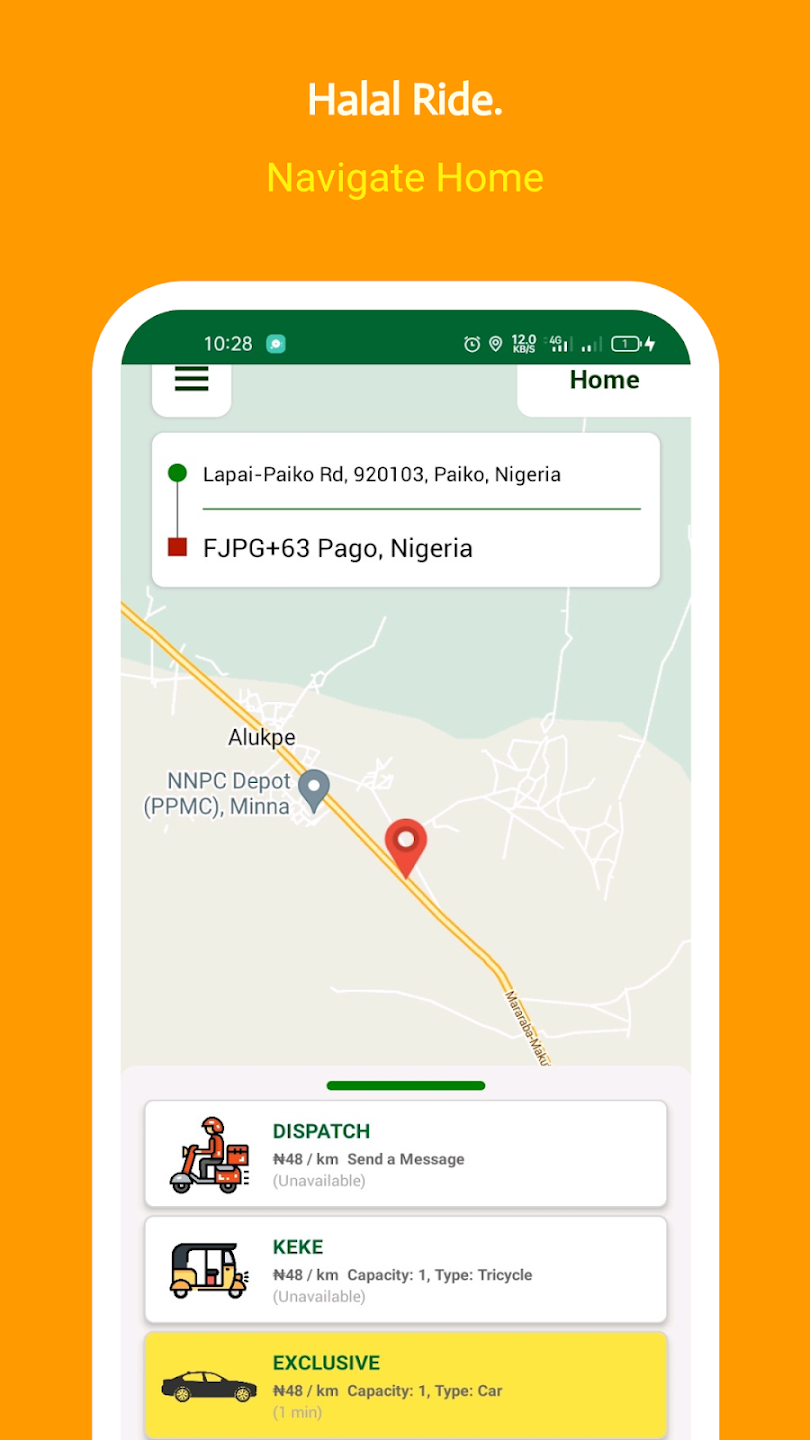 Halal Ride.
Navigate Home
10:28
12.0
KB/S
4G
1
Home
Lapai-Paiko Rd, 920103, Paiko, Nigeria
FJPG+63 Pago, Nigeria
Alukpe
NNPC Depot
(PPMC), Minna
Mararaba-Maku
DISPATCH
₦48 / km  Send a Message
(Unavailable)
KEKE
₦48 / km  Capacity: 1, Type: Tricycle
(Unavailable)
EXCLUSIVE
₦48 / km  Capacity: 1, Type: Car
(1 min)